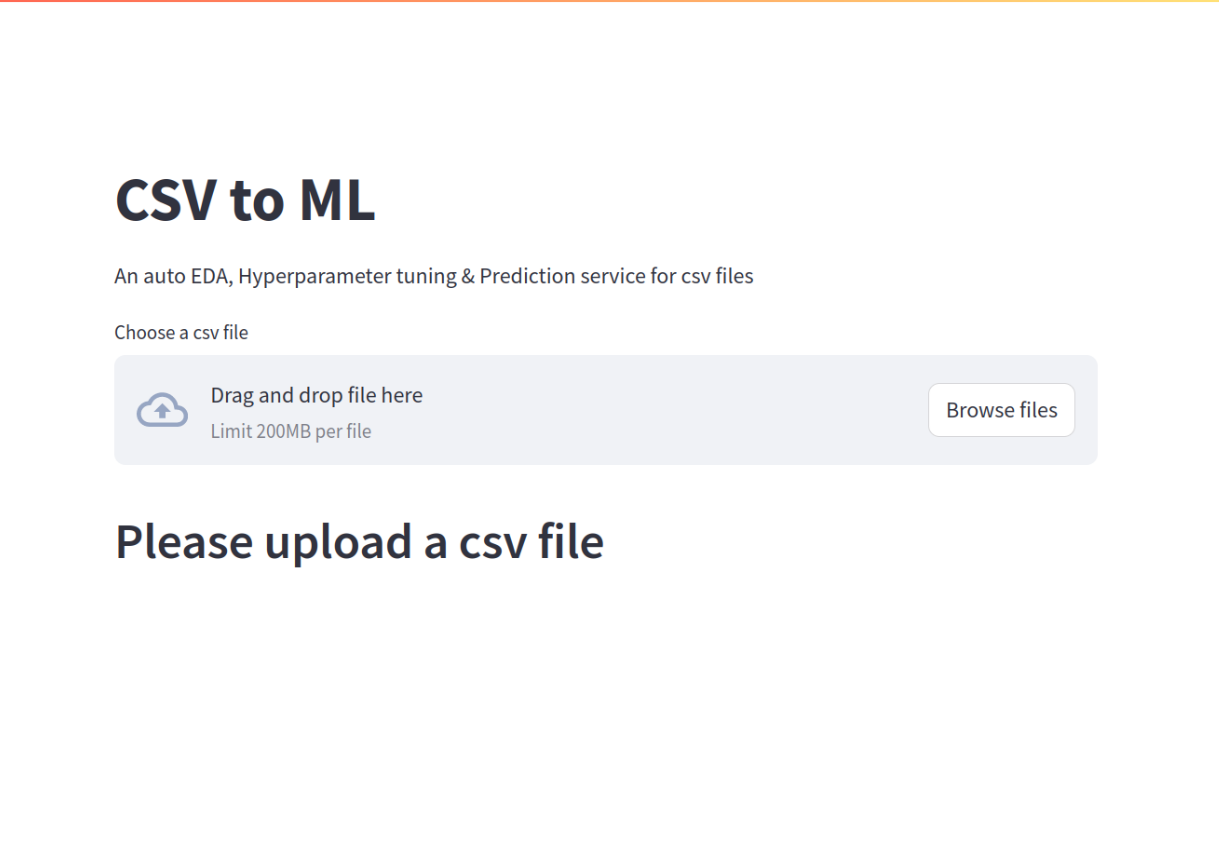 CSV to ML
An auto EDA, Hyperparameter tuning & Prediction service for csv files
Choose a csv file
Drag and drop file here
Limit 200MB per file
Browse files
Please upload a csv file